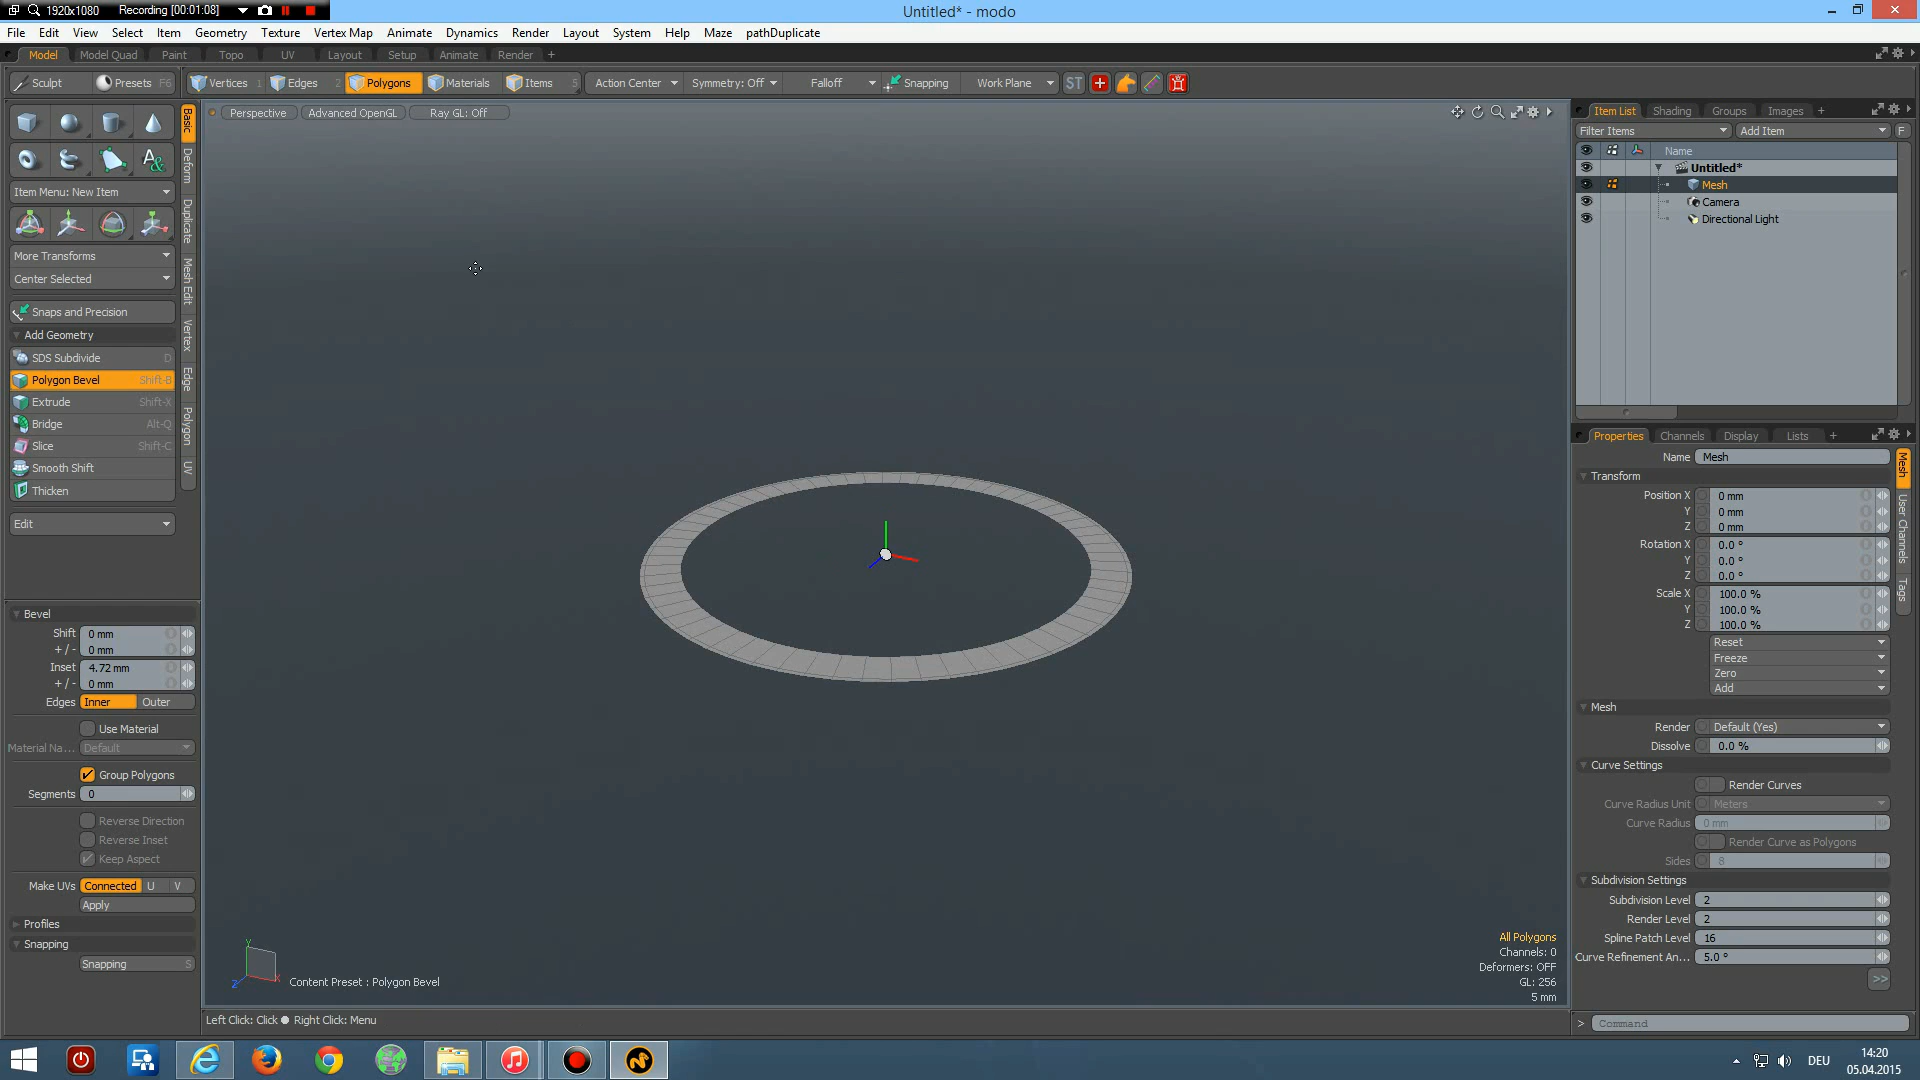 1920x1080 Recording [00:01:08]
Untitled* - modo
File Edit View Select Item Geometry Texture Vertex Map Animate Dynamics Render Layout System Help Maze pathDuplicate
Model Model Quad Paint Topo UV Layout Setup Animate Render +
Sculpt Presets F6 Vertices 1 Edges 2 Polygons Materials Items 5 Action Center Symmetry: Off Falloff Snapping Work Plane ST
Perspective Advanced OpenGL Ray GL: Off
Basic
Deform
Duplicate
Mesh Edit
Vertex
Edge
Polygon
UV
Item Menu: New Item
More Transforms
Center Selected
Snaps and Precision
Add Geometry
SDS Subdivide D
Polygon Bevel Shift-B
Extrude Shift-X
Bridge Alt-Q
Slice Shift-C
Smooth Shift
Thicken
Edit
Bevel
Shift 0 mm
+ / - 0 mm
Inset 4.72 mm
+ / - 0 mm
Edges Inner Outer
Use Material
Material Na... Default
Group Polygons
Segments 0
Reverse Direction
Reverse Inset
Keep Aspect
Make UVs Connected U V
Apply
Profiles
Snapping
Snapping S
Y
Z X
Content Preset : Polygon Bevel
All Polygons
Channels: 0
Deformers: OFF
GL: 256
5 mm
Left Click: Click Right Click: Menu
Item List Shading Groups Images +
Filter Items Add Item F
Name
Untitled*
Mesh
Camera
Directional Light
Properties Channels Display Lists +
Name Mesh
Transform
Position X 0 mm
Y 0 mm
Z 0 mm
Rotation X 0.0 °
Y 0.0 °
Z 0.0 °
Scale X 100.0 %
Y 100.0 %
Z 100.0 %
Reset
Freeze
Zero
Add
Mesh
Render Default (Yes)
Dissolve 0.0 %
Curve Settings
Render Curves
Curve Radius Unit Meters
Curve Radius 0 mm
Render Curve as Polygons
Sides 8
Subdivision Settings
Subdivision Level 2
Render Level 2
Spline Patch Level 16
Curve Refinement An... 5.0 °
>>
Mesh
User Channels
Tags
> Command
DEU
14:20
05.04.2015